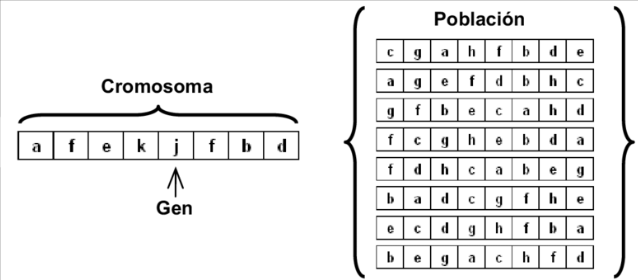 Cromosoma
a f e k j f b d
Gen
Población
c g a h f b d e
a g e f d b h c
g f b e c a h d
f c g h e b d a
f d h c a b e g
b a d c g f h e
e c d g h f b a
b e g a c h f d